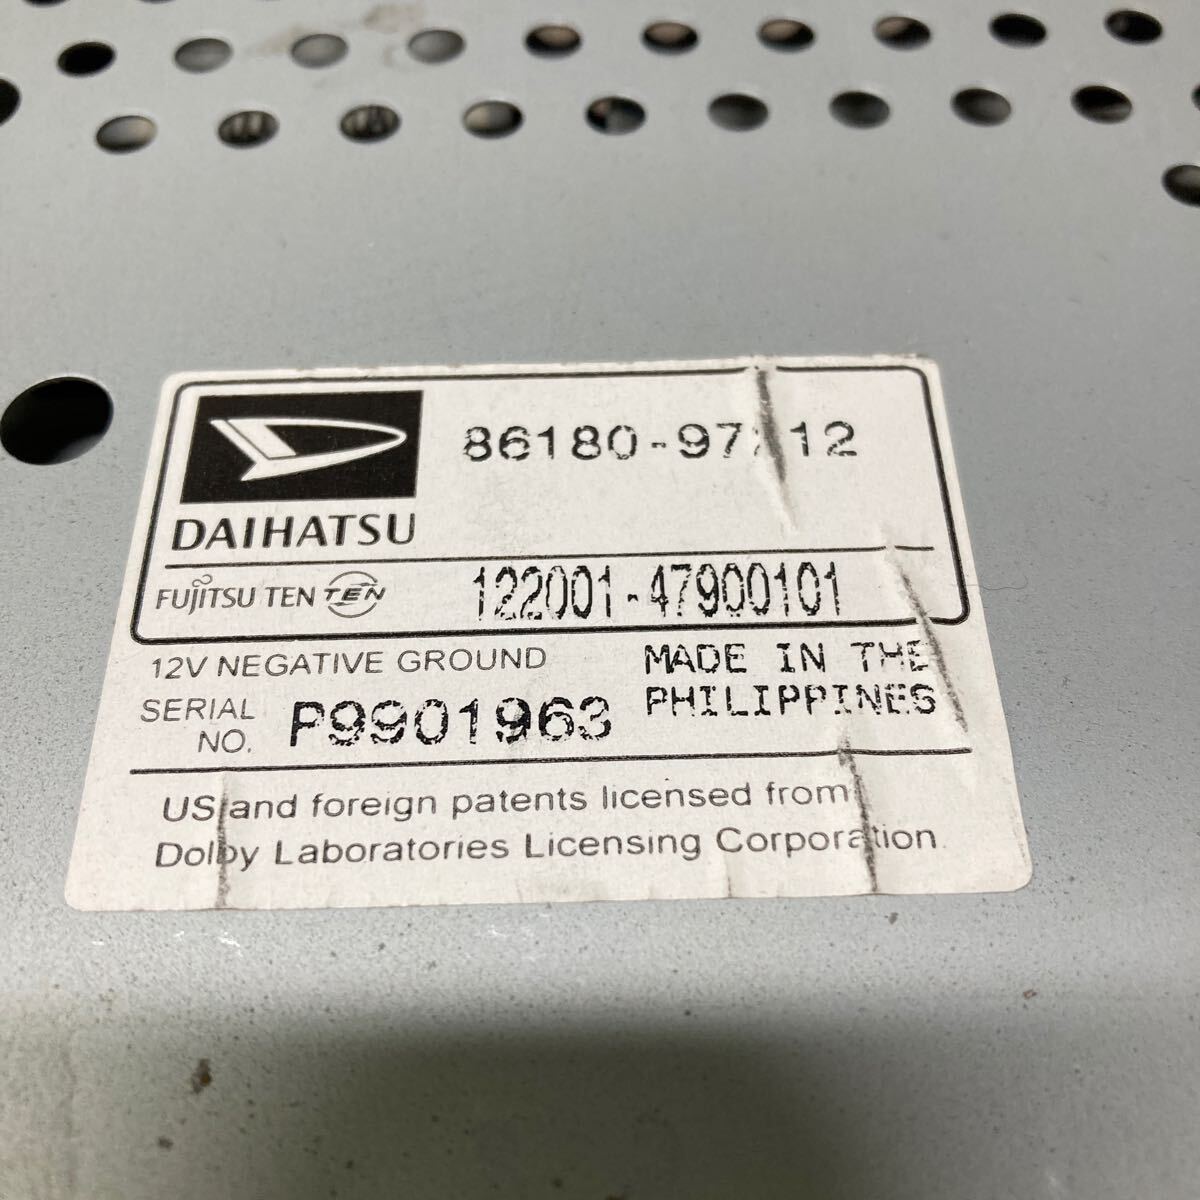 DAIHATSU
FUJITSU TEN TEN 122001-47900101
12V NEGATIVE GROUND
MADE IN THE
PHILIPPINES
SERIAL
NO. P9901963
US and foreign patents licensed from
Dolby Laboratories Licensing Corporation.